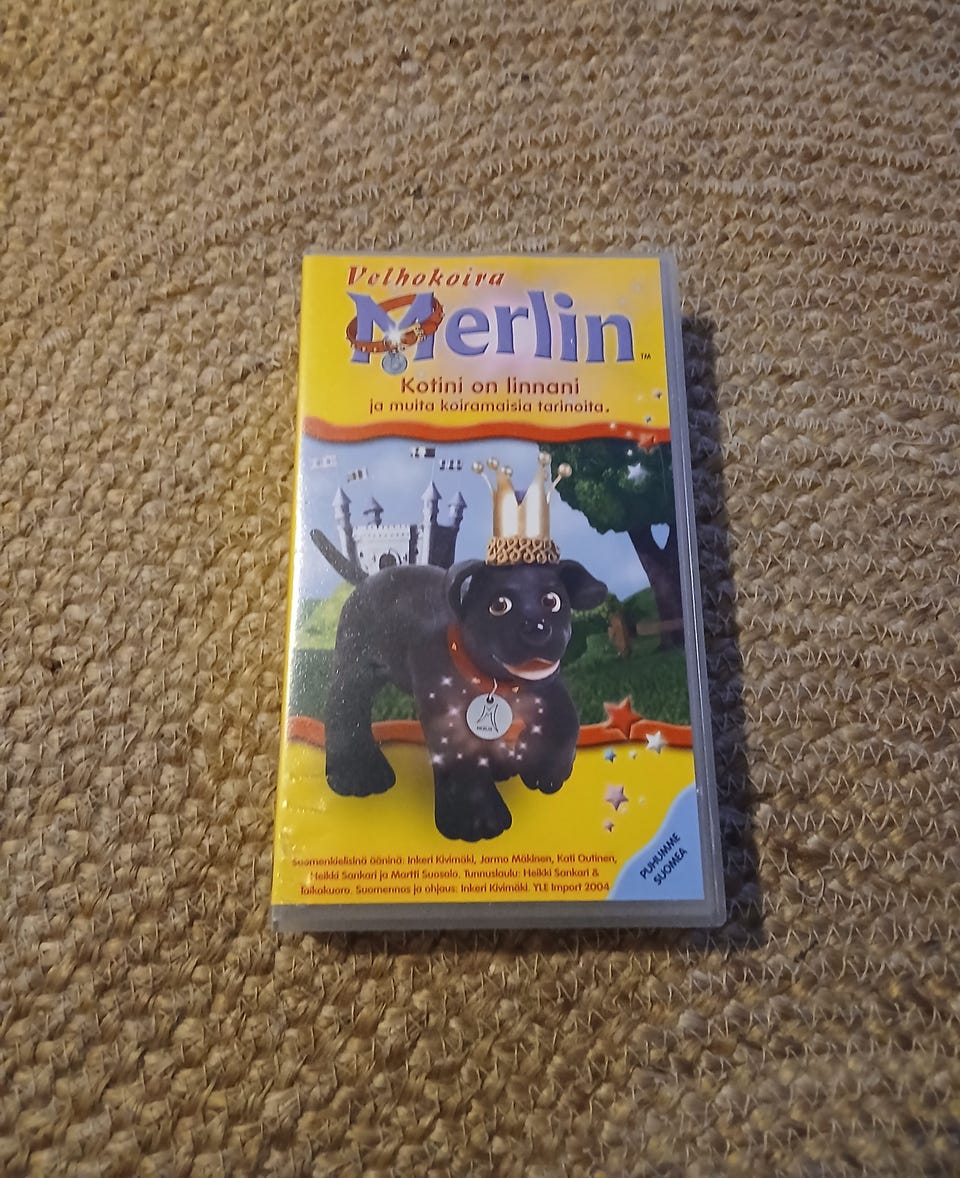 Velhokoira
Merlin™
Kotini on linnani
ja muita koiramaisia tarinoita.
MERLIN
Suomenkielisinä ääninä: Inkeri Kivimäki, Jarmo Mäkinen, Kati Outinen,
Heikki Sankari ja Martti Suosalo. Tunnuslaulu: Heikki Sankari &
Taikakuoro. Suomennos ja ohjaus: Inkeri Kivimäki. YLE Import 2004
PUHUMME
SUOMEA